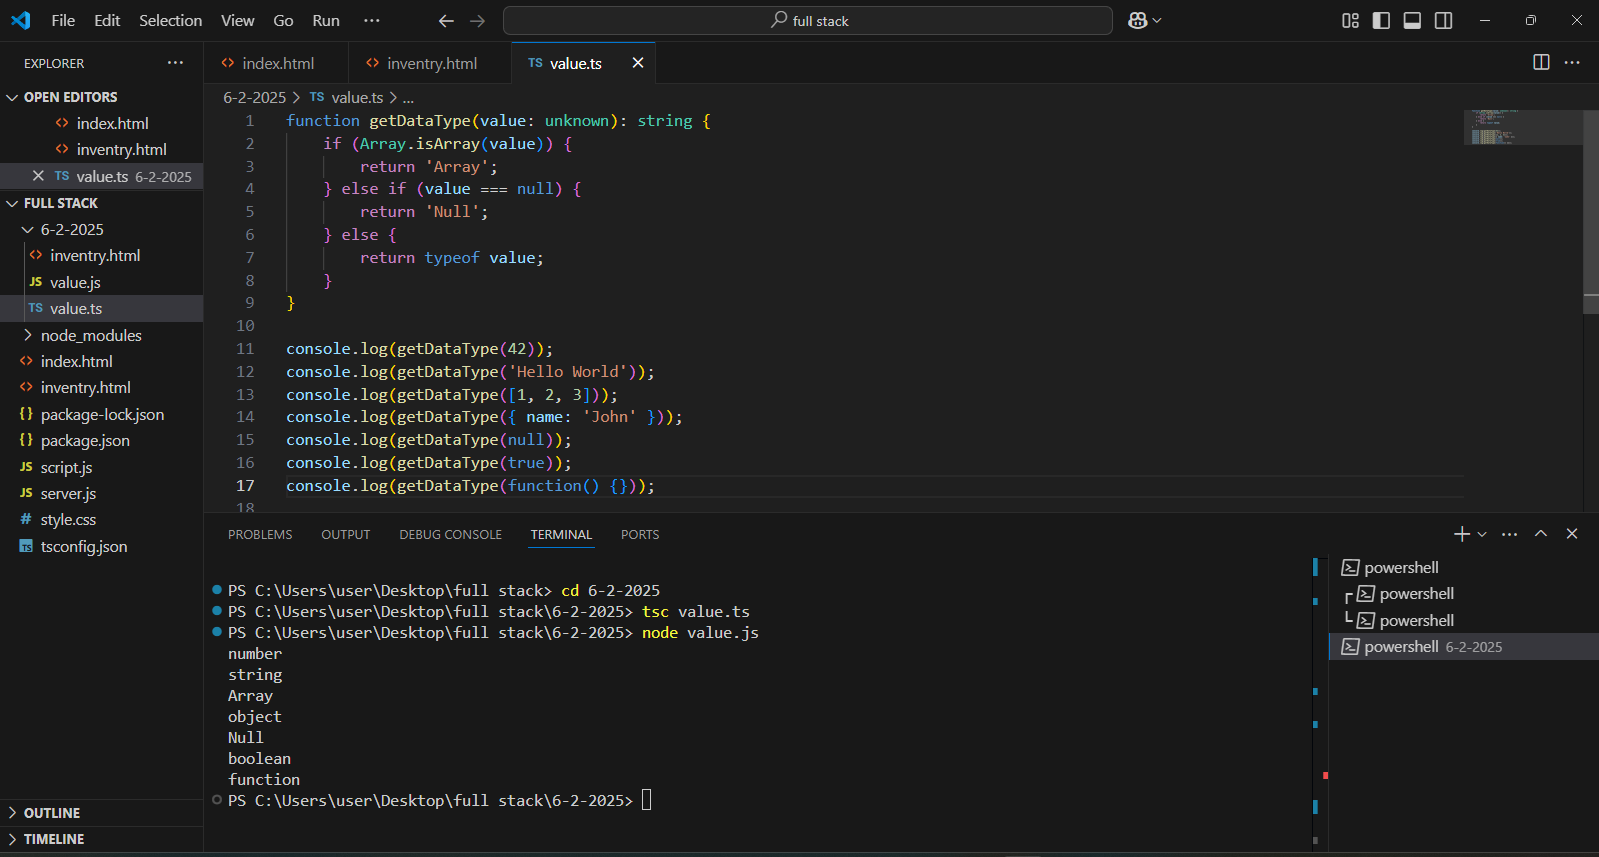 File Edit Selection View Go Run ··· full stack
EXPLORER ···
OPEN EDITORS
index.html
inventry.html
TS value.ts 6-2-2025
FULL STACK
6-2-2025
inventry.html
JS value.js
TS value.ts
node_modules
index.html
inventry.html
{} package-lock.json
{} package.json
JS script.js
JS server.js
# style.css
TS tsconfig.json
OUTLINE
TIMELINE
index.html inventry.html TS value.ts
6-2-2025 > TS value.ts > ...
1 function getDataType(value: unknown): string {
2 if (Array.isArray(value)) {
3 return 'Array';
4 } else if (value === null) {
5 return 'Null';
6 } else {
7 return typeof value;
8 }
9 }
10
11 console.log(getDataType(42));
12 console.log(getDataType('Hello World'));
13 console.log(getDataType([1, 2, 3]));
14 console.log(getDataType({ name: 'John' }));
15 console.log(getDataType(null));
16 console.log(getDataType(true));
17 console.log(getDataType(function() {}));
18
PROBLEMS OUTPUT DEBUG CONSOLE TERMINAL PORTS
PS C:\Users\user\Desktop\full stack> cd 6-2-2025
PS C:\Users\user\Desktop\full stack\6-2-2025> tsc value.ts
PS C:\Users\user\Desktop\full stack\6-2-2025> node value.js
number
string
Array
object
Null
boolean
function
PS C:\Users\user\Desktop\full stack\6-2-2025>
powershell
powershell
powershell
powershell 6-2-2025